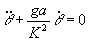 ϑ̈ + ga/K² ϑ̇ = 0